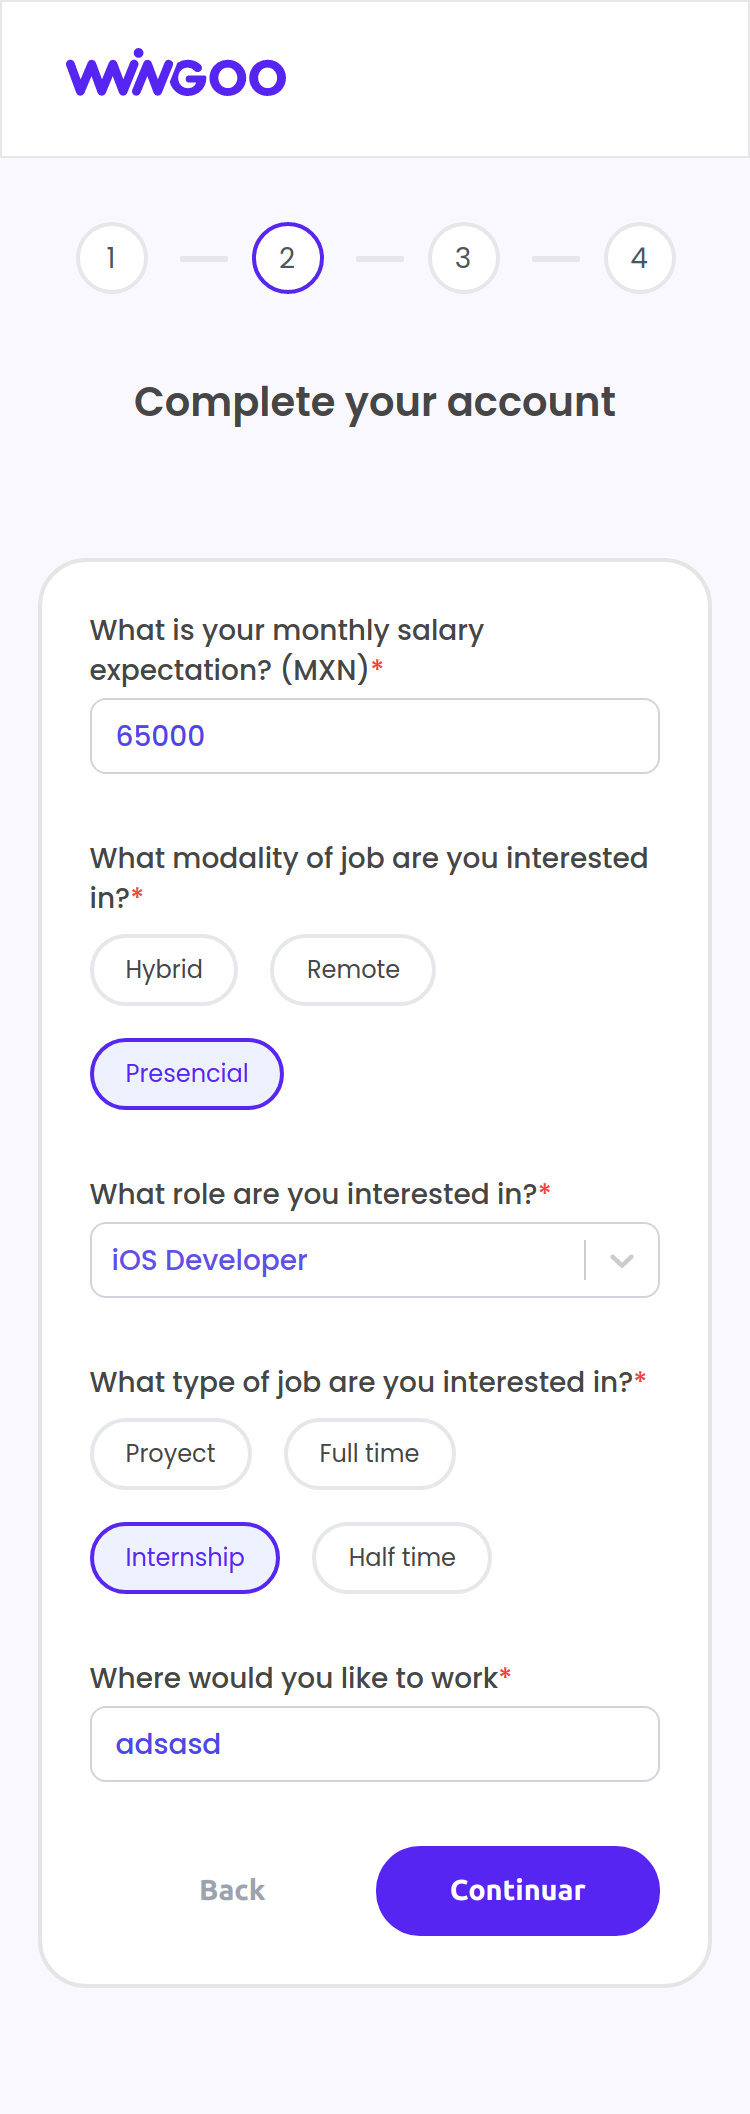 WINGOO
1 2 3 4
Complete your account
What is your monthly salary
expectation? (MXN)*
65000
What modality of job are you interested
in?*
Hybrid Remote
Presencial
What role are you interested in?*
iOS Developer
What type of job are you interested in?*
Proyect Full time
Internship Half time
Where would you like to work*
adsasd
Back Continuar